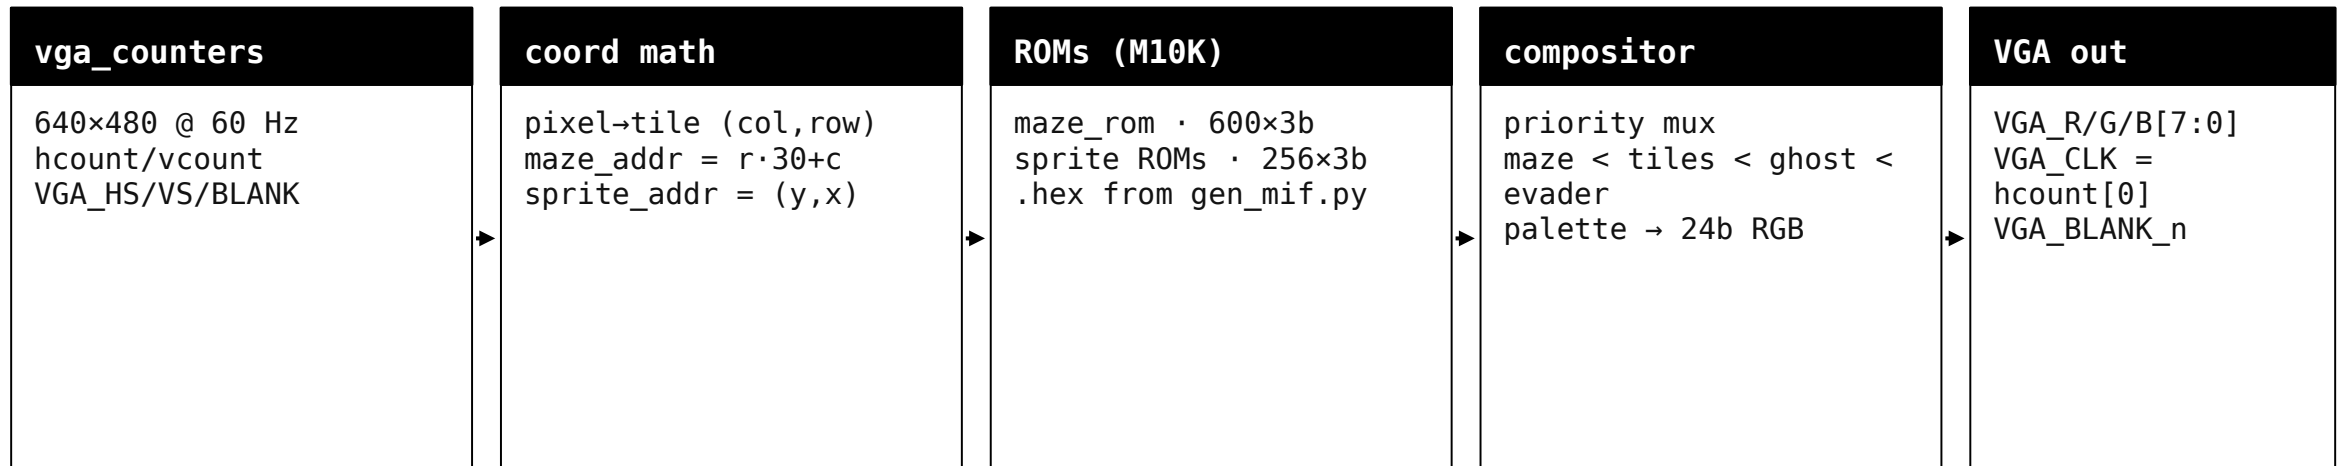 vga_counters
640×480 @ 60 Hz
hcount/vcount
VGA_HS/VS/BLANK
coord math
pixel→tile (col,row)
maze_addr = r·30+c
sprite_addr = (y,x)
ROMs (M10K)
maze_rom · 600×3b
sprite ROMs · 256×3b
.hex from gen_mif.py
compositor
priority mux
maze < tiles < ghost <
evader
palette → 24b RGB
VGA out
VGA_R/G/B[7:0]
VGA_CLK =
hcount[0]
VGA_BLANK_n